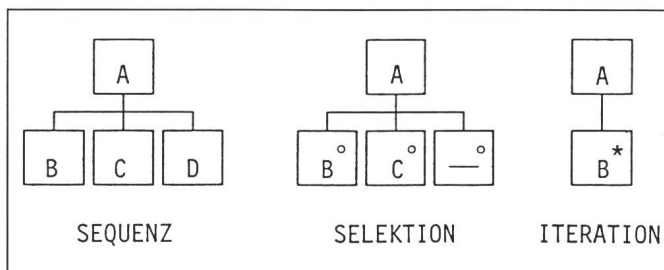 A A A
B C D B° C° —° B*
SEQUENZ SELEKTION ITERATION